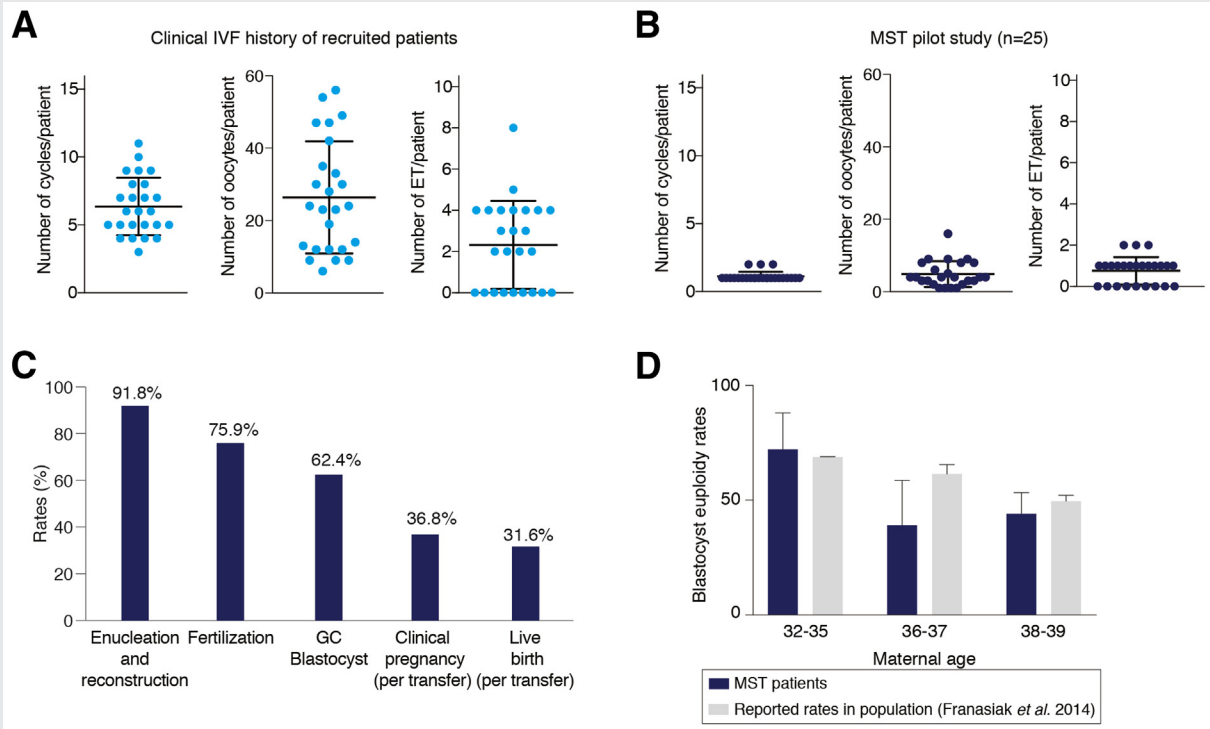 A
Clinical IVF history of recruited patients
Number of cycles/patient
15
10
5
0
Number of oocytes/patient
60
40
20
0
Number of ET/patient
10
8
6
4
2
0
B
MST pilot study (n=25)
Number of cycles/patient
15
10
5
0
Number of oocytes/patient
60
40
20
0
Number of ET/patient
10
8
6
4
2
0
C
Rates (%)
100
80
60
40
20
0
91.8%
75.9%
62.4%
36.8%
31.6%
Enucleation
and
reconstruction
Fertilization
GC
Blastocyst
Clinical
pregnancy
(per transfer)
Live
birth
(per transfer)
D
Blastocyst euploidy rates
100
50
0
32-35
36-37
38-39
Maternal age
MST patients
Reported rates in population (Franasiak et al. 2014)